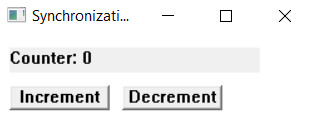 Synchronizati...
Counter: 0
Increment Decrement